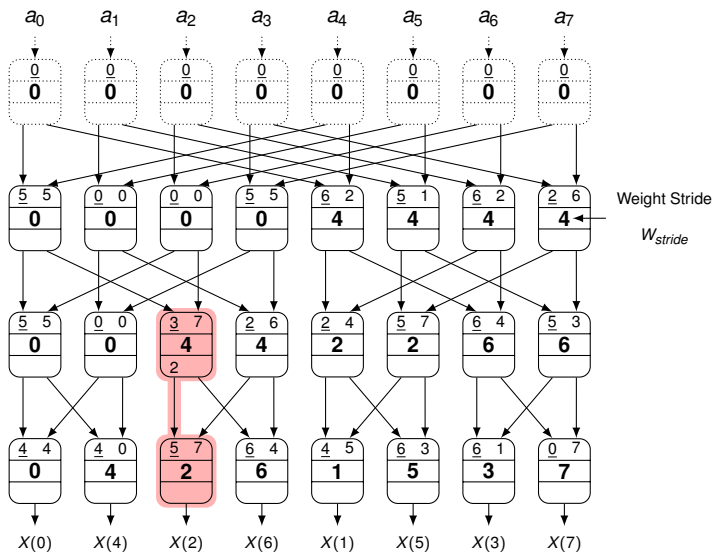 a0 a1 a2 a3 a4 a5 a6 a7
0 0 0 0 0 0 0 0
0 0 0 0 0 0 0 0
5 5 0 0 0 0 5 5 6 2 5 1 6 2 2 6
0 0 0 0 4 4 4 4
Weight Stride
Wstride
5 5 0 0 3 7 2 6 2 4 5 7 6 4 5 3
0 0 4 4 2 2 6 6
2
4 4 4 0 5 7 6 4 4 5 6 3 6 1 0 7
0 4 2 6 1 5 3 7
X(0) X(4) X(2) X(6) X(1) X(5) X(3) X(7)